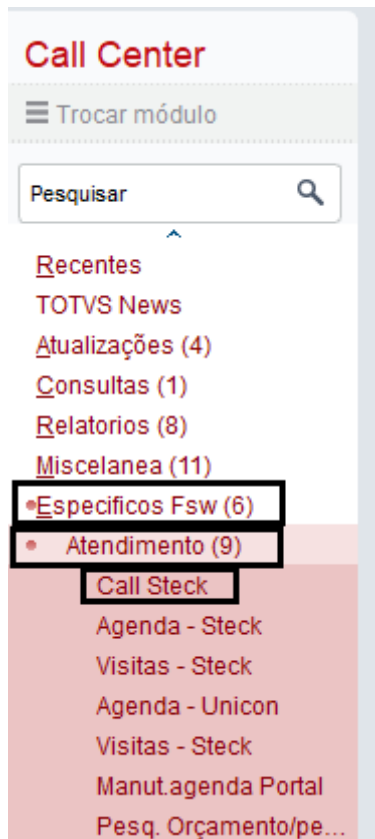 Call Center
Trocar módulo
Pesquisar
Recentes
TOTVS News
Atualizações (4)
Consultas (1)
Relatorios (8)
Miscelanea (11)
Especificos Fsw (6)
Atendimento (9)
Call Steck
Agenda - Steck
Visitas - Steck
Agenda - Unicon
Visitas - Steck
Manut.agenda Portal
Pesq. Orçamento/pe...